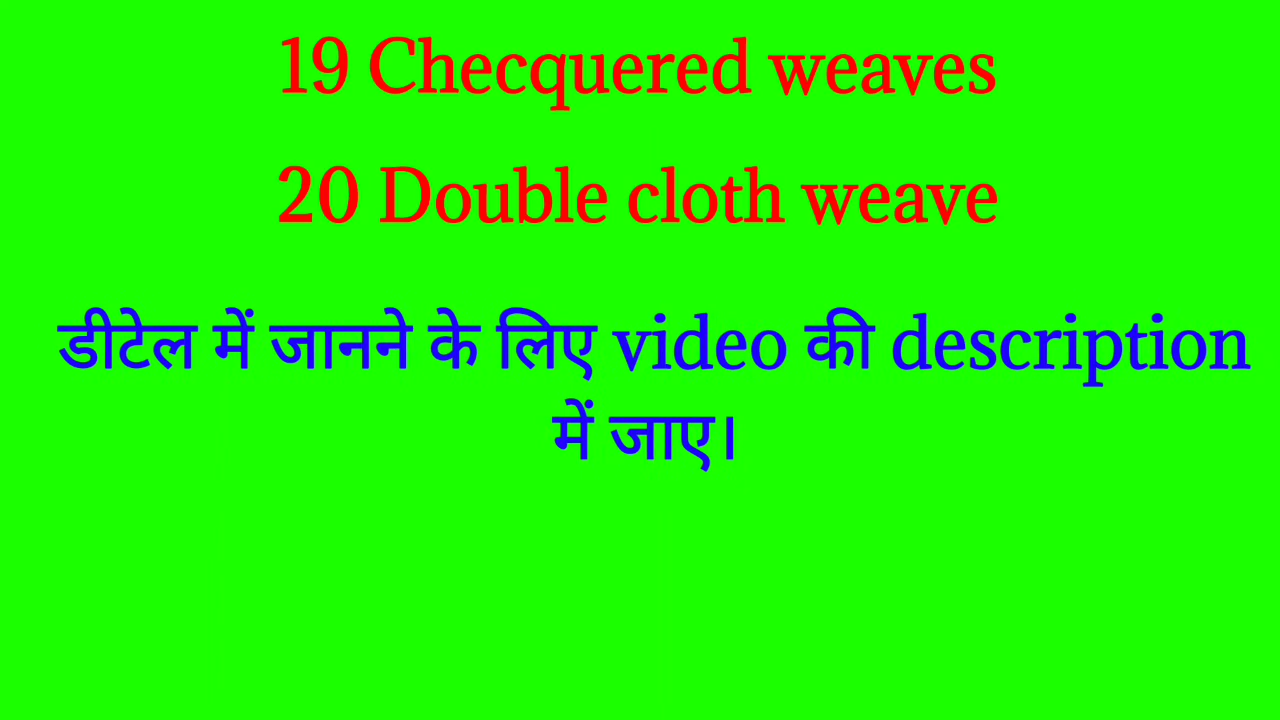 19 Checquered weaves
20 Double cloth weave
डीटेल में जानने के लिए video की description
में जाए।